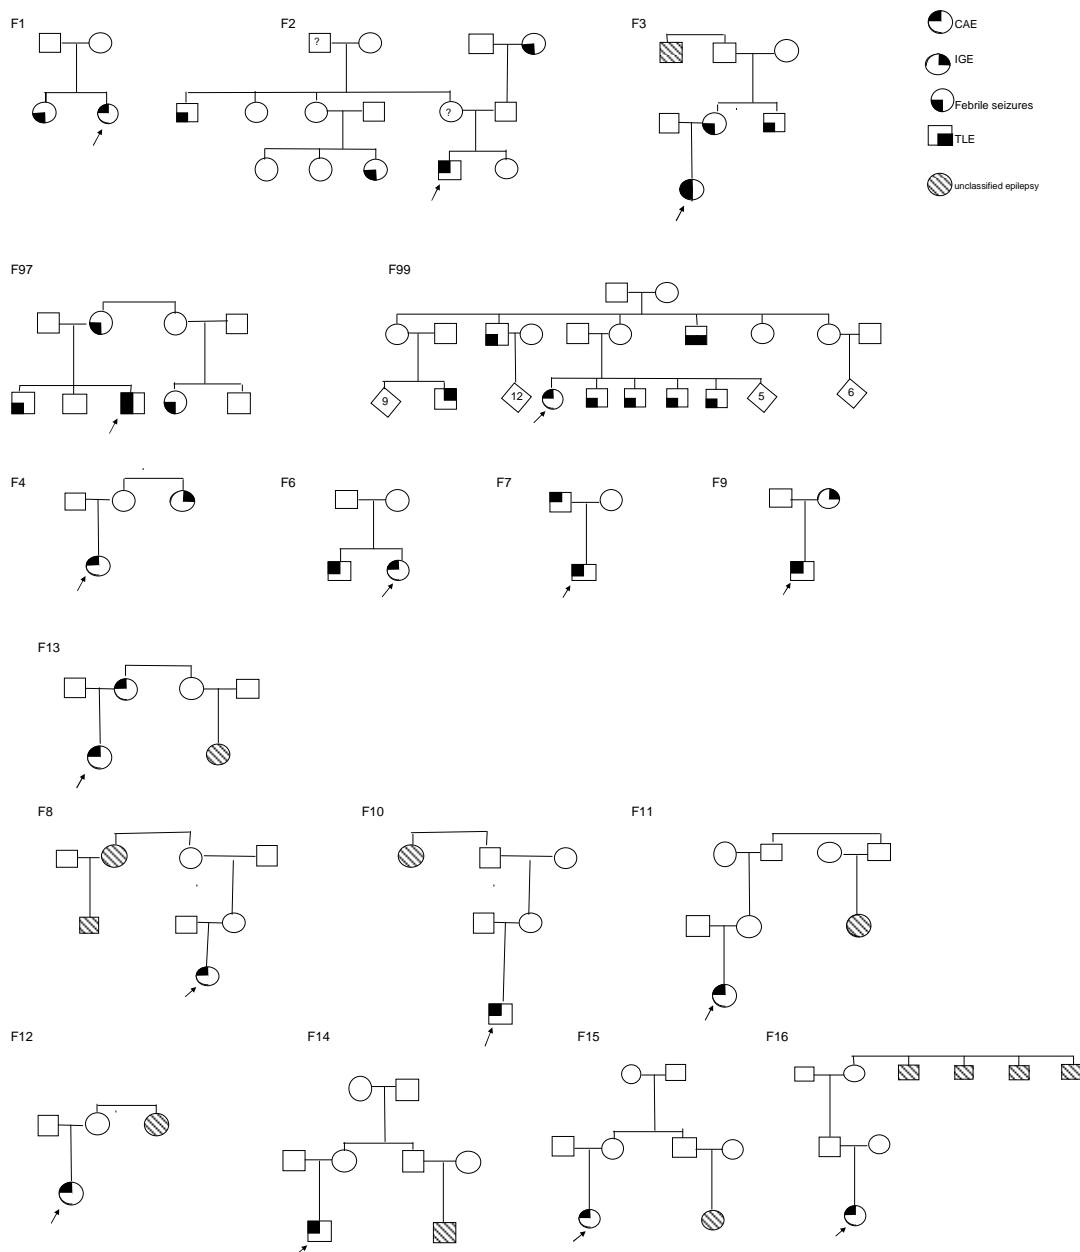 F1
F2
F3
CAE
IGE
Febrile seizures
TLE
unclassified epilepsy
?
?
F97
F99
9
12
5
6
F4
F6
F7
F9
F13
F8
F10
F11
F12
F14
F15
F16